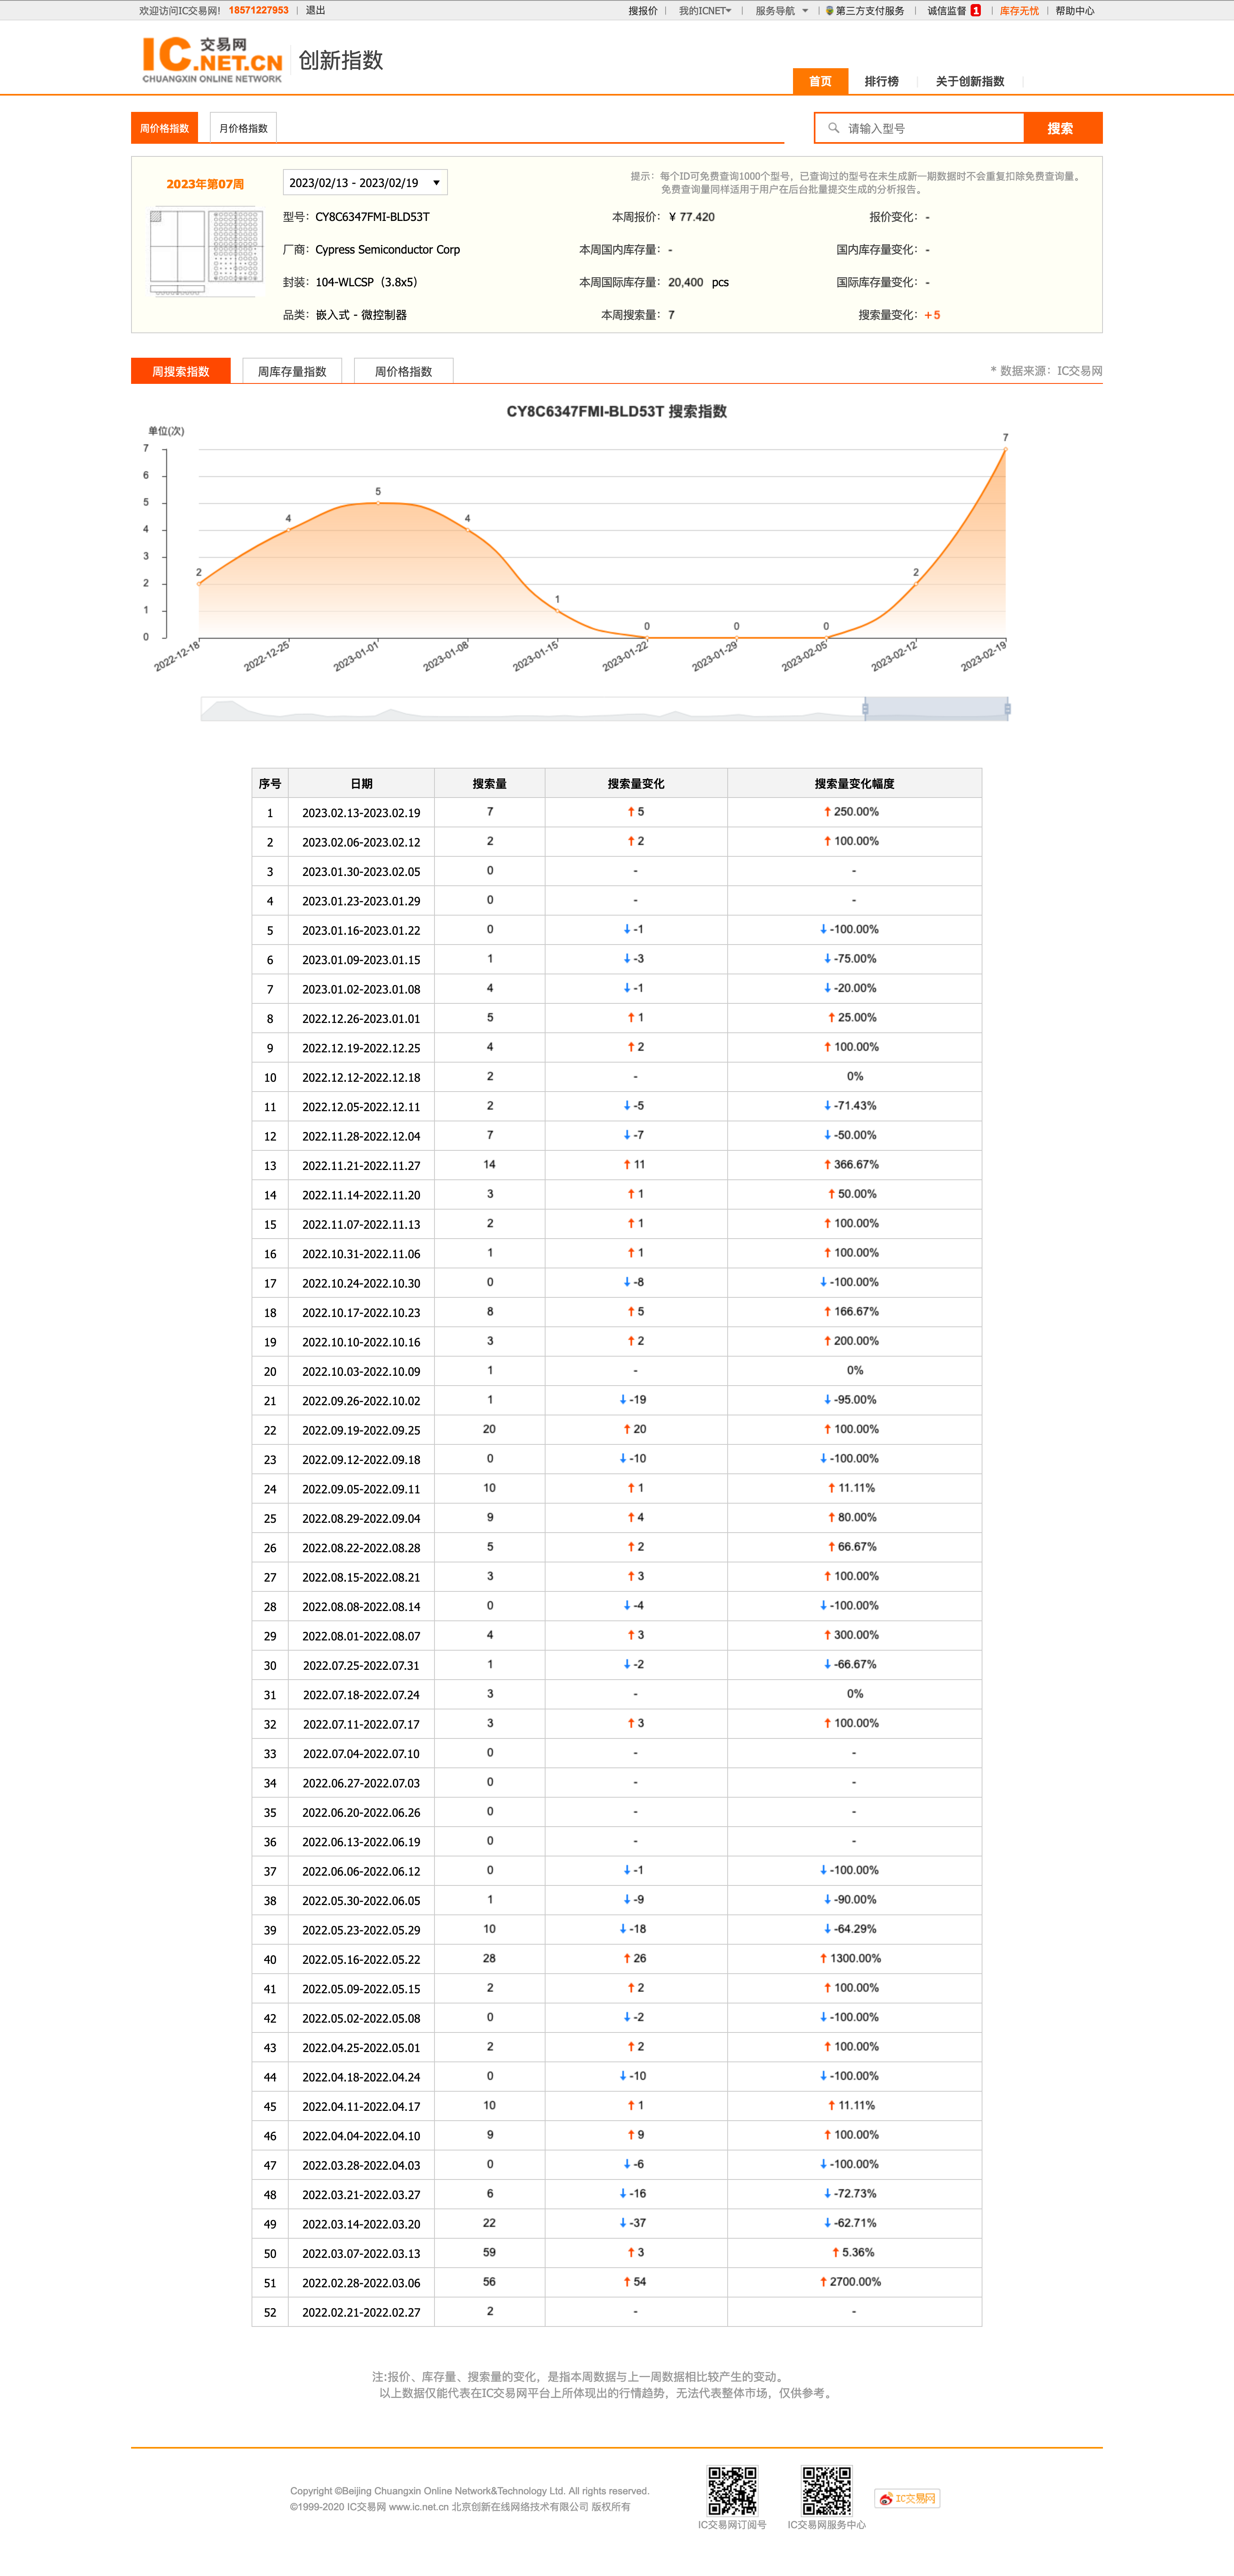 欢迎访问IC交易网! 18571227953 | 退出 搜报价 | 我的ICNET | 服务导航 | 第三方支付服务 | 诚信监督 1 | 库存无忧 | 帮助中心
IC交易网.NET.CN 创新指数
CHUANGXIN ONLINE NETWORK
首页 排行榜 关于创新指数
周价格指数 月价格指数 请输入型号 搜索
2023年第07周 2023/02/13 - 2023/02/19 提示：每个ID可免费查询1000个型号，已查询过的型号在未生成新一期数据时不会重复扣除免费查询量。
免费查询量同样适用于用户在后台批量提交生成的分析报告。
型号：CY8C6347FMI-BLD53T 本周报价：¥ 77.420 报价变化：-
厂商：Cypress Semiconductor Corp 本周国内库存量：- 国内库存量变化：-
封装：104-WLCSP（3.8x5） 本周国际库存量：20,400 pcs 国际库存量变化：-
品类：嵌入式 - 微控制器 本周搜索量：7 搜索量变化：+5
周搜索指数 周库存量指数 周价格指数 * 数据来源：IC交易网
CY8C6347FMI-BLD53T 搜索指数
单位(次)
7
6
5
4
3
2
1
0
2 4 5 4 1 0 0 0 2 7
2022-12-18 2022-12-25 2023-01-01 2023-01-08 2023-01-15 2023-01-22 2023-01-29 2023-02-05 2023-02-12 2023-02-19
序号 日期 搜索量 搜索量变化 搜索量变化幅度
1 2023.02.13-2023.02.19 7 ↑ 5 ↑ 250.00%
2 2023.02.06-2023.02.12 2 ↑ 2 ↑ 100.00%
3 2023.01.30-2023.02.05 0 - -
4 2023.01.23-2023.01.29 0 - -
5 2023.01.16-2023.01.22 0 ↓ -1 ↓ -100.00%
6 2023.01.09-2023.01.15 1 ↓ -3 ↓ -75.00%
7 2023.01.02-2023.01.08 4 ↓ -1 ↓ -20.00%
8 2022.12.26-2023.01.01 5 ↑ 1 ↑ 25.00%
9 2022.12.19-2022.12.25 4 ↑ 2 ↑ 100.00%
10 2022.12.12-2022.12.18 2 - 0%
11 2022.12.05-2022.12.11 2 ↓ -5 ↓ -71.43%
12 2022.11.28-2022.12.04 7 ↓ -7 ↓ -50.00%
13 2022.11.21-2022.11.27 14 ↑ 11 ↑ 366.67%
14 2022.11.14-2022.11.20 3 ↑ 1 ↑ 50.00%
15 2022.11.07-2022.11.13 2 ↑ 1 ↑ 100.00%
16 2022.10.31-2022.11.06 1 ↑ 1 ↑ 100.00%
17 2022.10.24-2022.10.30 0 ↓ -8 ↓ -100.00%
18 2022.10.17-2022.10.23 8 ↑ 5 ↑ 166.67%
19 2022.10.10-2022.10.16 3 ↑ 2 ↑ 200.00%
20 2022.10.03-2022.10.09 1 - 0%
21 2022.09.26-2022.10.02 1 ↓ -19 ↓ -95.00%
22 2022.09.19-2022.09.25 20 ↑ 20 ↑ 100.00%
23 2022.09.12-2022.09.18 0 ↓ -10 ↓ -100.00%
24 2022.09.05-2022.09.11 10 ↑ 1 ↑ 11.11%
25 2022.08.29-2022.09.04 9 ↑ 4 ↑ 80.00%
26 2022.08.22-2022.08.28 5 ↑ 2 ↑ 66.67%
27 2022.08.15-2022.08.21 3 ↑ 3 ↑ 100.00%
28 2022.08.08-2022.08.14 0 ↓ -4 ↓ -100.00%
29 2022.08.01-2022.08.07 4 ↑ 3 ↑ 300.00%
30 2022.07.25-2022.07.31 1 ↓ -2 ↓ -66.67%
31 2022.07.18-2022.07.24 3 - 0%
32 2022.07.11-2022.07.17 3 ↑ 3 ↑ 100.00%
33 2022.07.04-2022.07.10 0 - -
34 2022.06.27-2022.07.03 0 - -
35 2022.06.20-2022.06.26 0 - -
36 2022.06.13-2022.06.19 0 - -
37 2022.06.06-2022.06.12 0 ↓ -1 ↓ -100.00%
38 2022.05.30-2022.06.05 1 ↓ -9 ↓ -90.00%
39 2022.05.23-2022.05.29 10 ↓ -18 ↓ -64.29%
40 2022.05.16-2022.05.22 28 ↑ 26 ↑ 1300.00%
41 2022.05.09-2022.05.15 2 ↑ 2 ↑ 100.00%
42 2022.05.02-2022.05.08 0 ↓ -2 ↓ -100.00%
43 2022.04.25-2022.05.01 2 ↑ 2 ↑ 100.00%
44 2022.04.18-2022.04.24 0 ↓ -10 ↓ -100.00%
45 2022.04.11-2022.04.17 10 ↑ 1 ↑ 11.11%
46 2022.04.04-2022.04.10 9 ↑ 9 ↑ 100.00%
47 2022.03.28-2022.04.03 0 ↓ -6 ↓ -100.00%
48 2022.03.21-2022.03.27 6 ↓ -16 ↓ -72.73%
49 2022.03.14-2022.03.20 22 ↓ -37 ↓ -62.71%
50 2022.03.07-2022.03.13 59 ↑ 3 ↑ 5.36%
51 2022.02.28-2022.03.06 56 ↑ 54 ↑ 2700.00%
52 2022.02.21-2022.02.27 2 - -
注:报价、库存量、搜索量的变化，是指本周数据与上一周数据相比较产生的变动。
以上数据仅能代表在IC交易网平台上所体现出的行情趋势，无法代表整体市场，仅供参考。
Copyright ©Beijing Chuangxin Online Network&Technology Ltd. All rights reserved.
©1999-2020 IC交易网 www.ic.net.cn 北京创新在线网络技术有限公司 版权所有
IC交易网
IC交易网订阅号 IC交易网服务中心